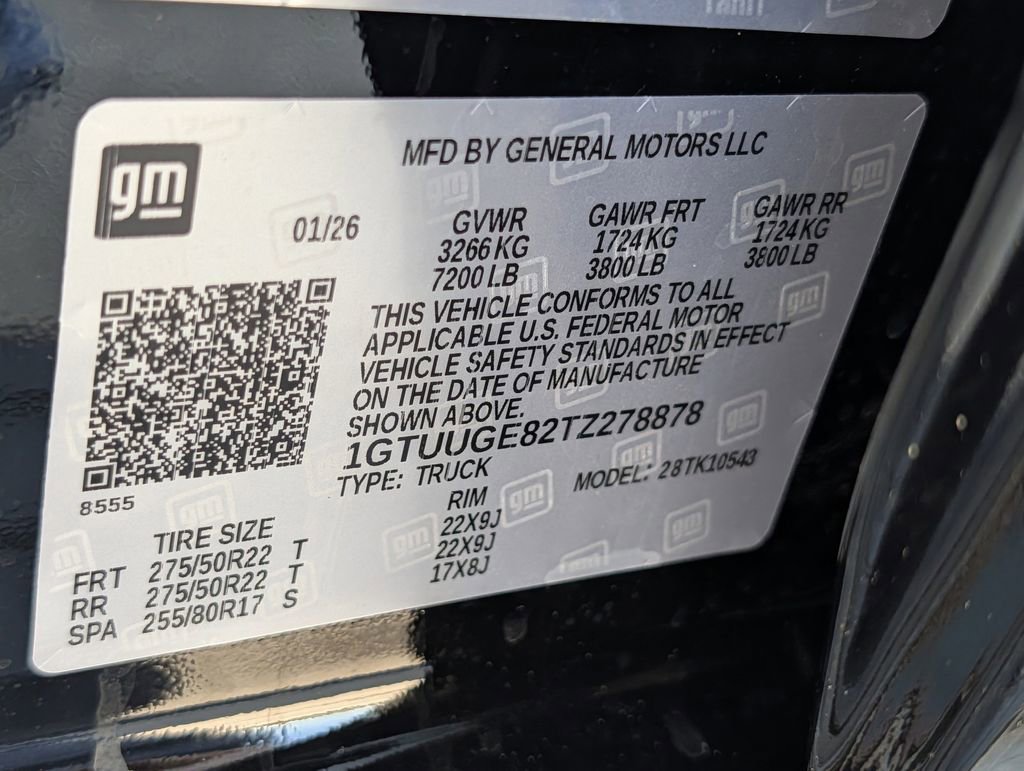 gm
MFD BY GENERAL MOTORS LLC
01/26
GVWR GAWR FRT GAWR RR
3266 KG 1724 KG 1724 KG
7200 LB 3800 LB 3800 LB
THIS VEHICLE CONFORMS TO ALL
APPLICABLE U.S. FEDERAL MOTOR
VEHICLE SAFETY STANDARDS IN EFFECT
ON THE DATE OF MANUFACTURE
SHOWN ABOVE.
1GTUUGE82TZ278878
TYPE: TRUCK MODEL: 28TK10543
8555
TIRE SIZE RIM
FRT 275/50R22 T 22X9J
RR 275/50R22 T 22X9J
SPA 255/80R17 S 17X8J